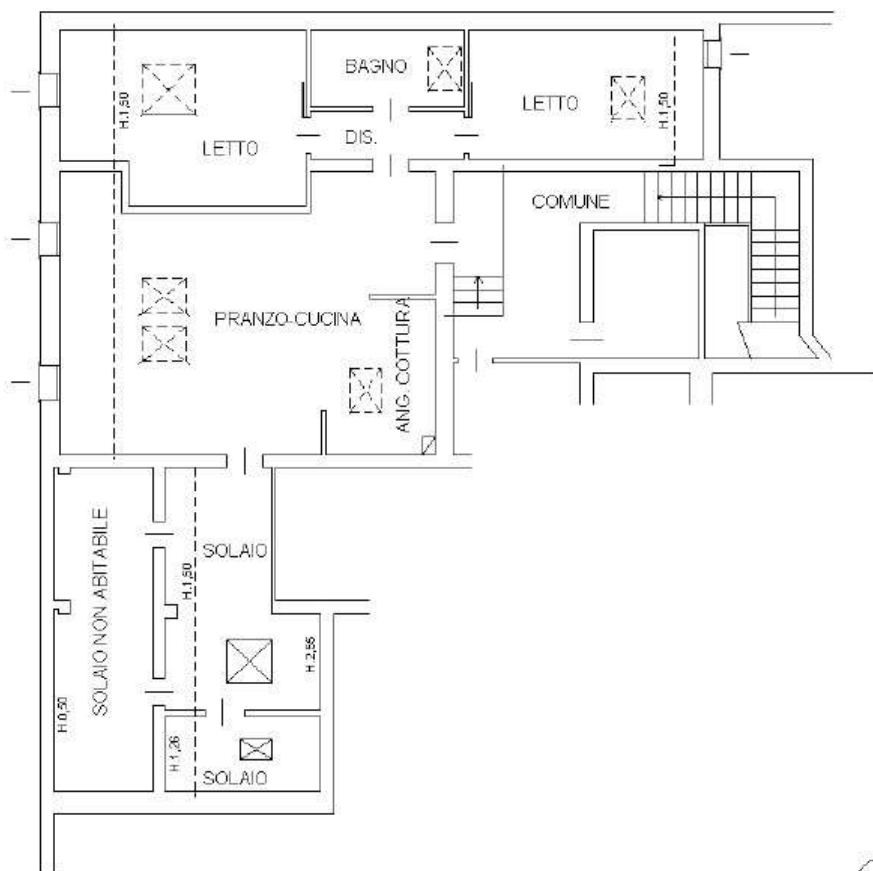 BAGNO
H.1,50
LETTO
H.1,50
LETTO
DIS.
COMUNE
PRANZO-CUCINA
ANG. COTTURA
SOLAIO NON ABITABILE
SOLAIO
H.1,50
H.2,55
H.0,50
H.1,26
SOLAIO